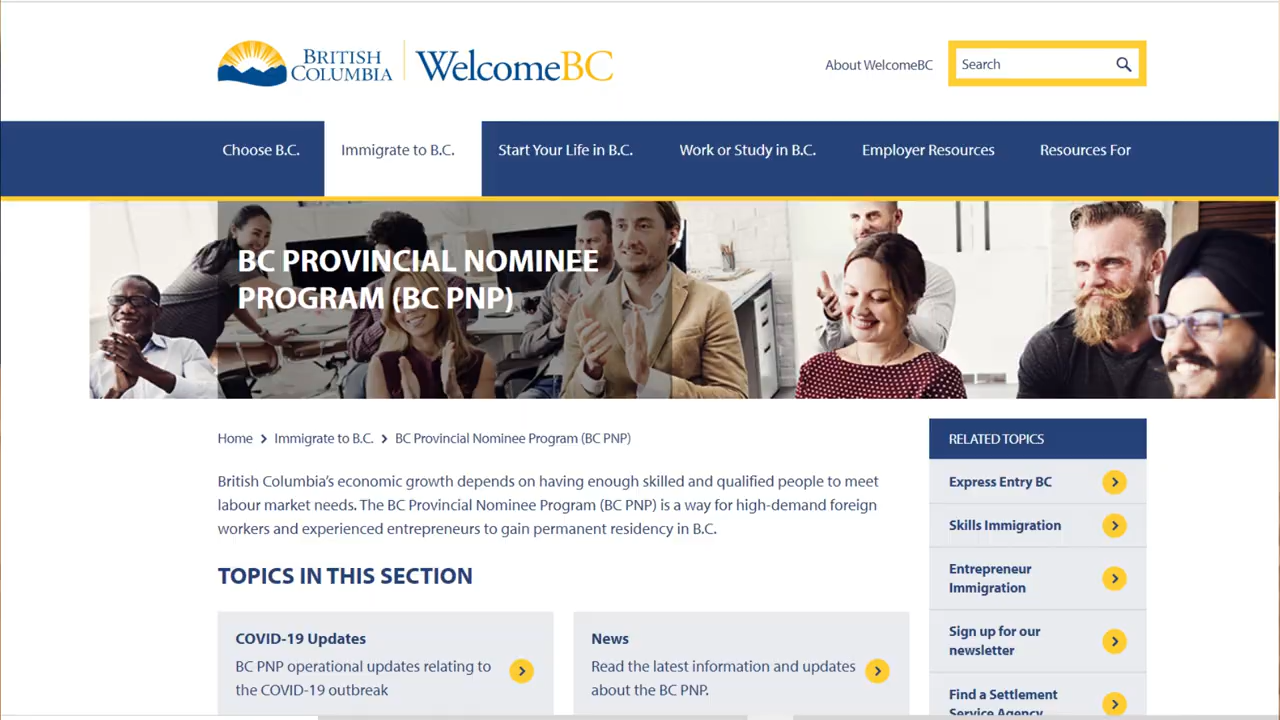 BRITISH
COLUMBIA
WelcomeBC
About WelcomeBC
Search
Choose B.C.
Immigrate to B.C.
Start Your Life in B.C.
Work or Study in B.C.
Employer Resources
Resources For
BC PROVINCIAL NOMINEE
PROGRAM (BC PNP)
Home > Immigrate to B.C. > BC Provincial Nominee Program (BC PNP)
British Columbia’s economic growth depends on having enough skilled and qualified people to meet
labour market needs. The BC Provincial Nominee Program (BC PNP) is a way for high-demand foreign
workers and experienced entrepreneurs to gain permanent residency in B.C.
TOPICS IN THIS SECTION
COVID-19 Updates
BC PNP operational updates relating to
the COVID-19 outbreak
News
Read the latest information and updates
about the BC PNP.
RELATED TOPICS
Express Entry BC
Skills Immigration
Entrepreneur
Immigration
Sign up for our
newsletter
Find a Settlement
Service Agency